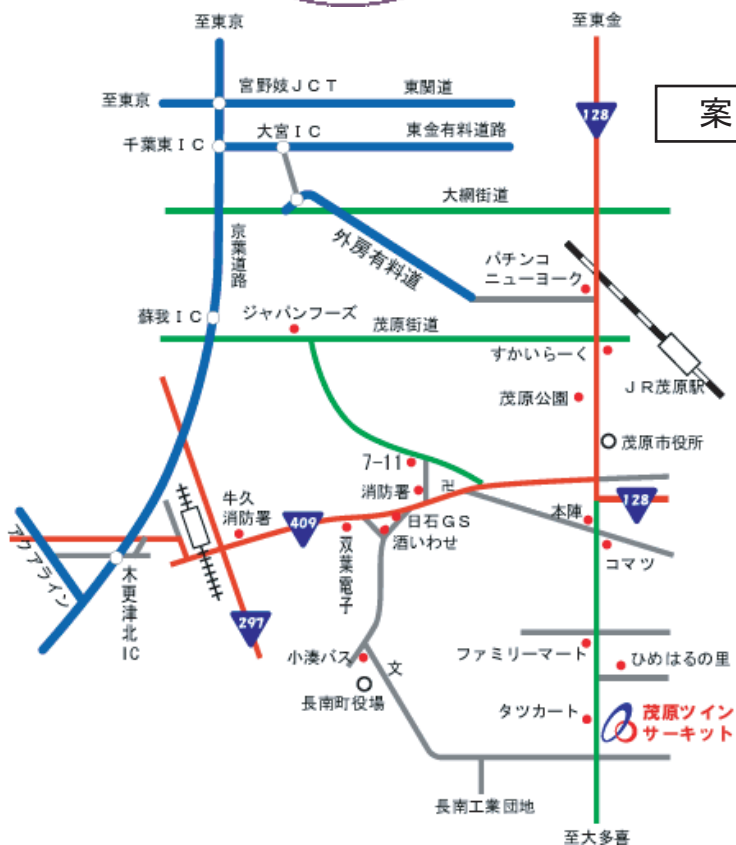 至東京
至東金
宮野妓ＪＣＴ
東関道
至東京
128
案
千葉東ＩＣ
大宮ＩＣ
東金有料道路
大網街道
京葉道路
外房有料道
パチンコ
ニューヨーク
蘇我ＩＣ
ジャパンフーズ
茂原街道
すかいらーく
ＪＲ茂原駅
茂原公園
茂原市役所
7-11
卍
消防署
牛久
消防署
409
日石ＧＳ
酒いわせ
本陣
128
コマツ
双葉電子
アクアライン
木更津北IC
297
小湊バス
文
長南町役場
ファミリーマート
ひめはるの里
タツカート
茂原ツイン
サーキット
長南工業団地
至大多喜